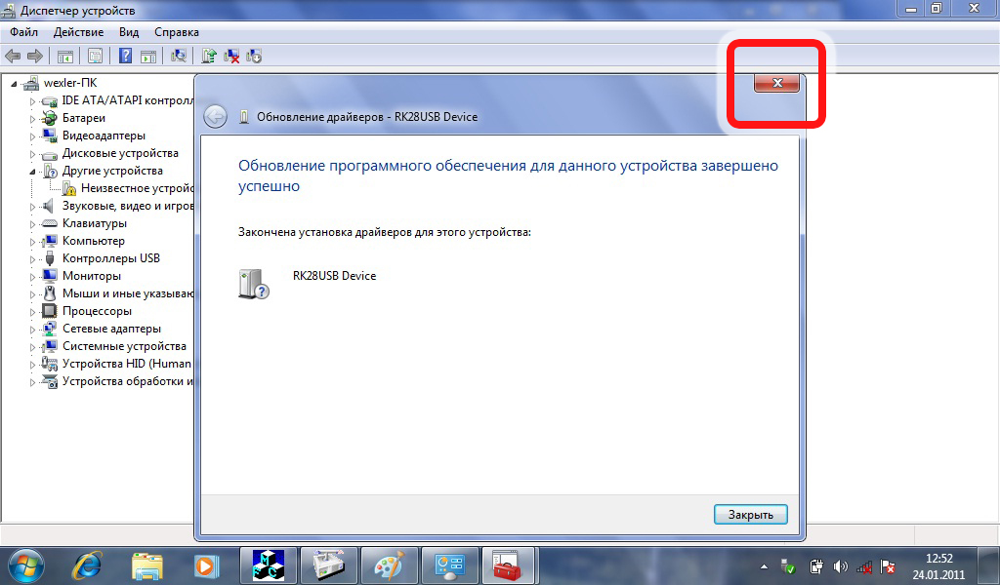 Диспетчер устройств
Файл Действие Вид Справка
wexler-ПК
IDE ATA/ATAPI контролл
Батареи
Видеоадаптеры
Дисковые устройства
Другие устройства
Неизвестное устройс
Звуковые, видео и игров
Клавиатуры
Компьютер
Контроллеры USB
Мониторы
Мыши и иные указываю
Процессоры
Сетевые адаптеры
Системные устройства
Устройства HID (Human
Устройства обработки и
Обновление драйверов - RK28USB Device
Обновление программного обеспечения для данного устройства завершено
успешно
Закончена установка драйверов для этого устройства:
RK28USB Device
Закрыть
12:52
24.01.2011